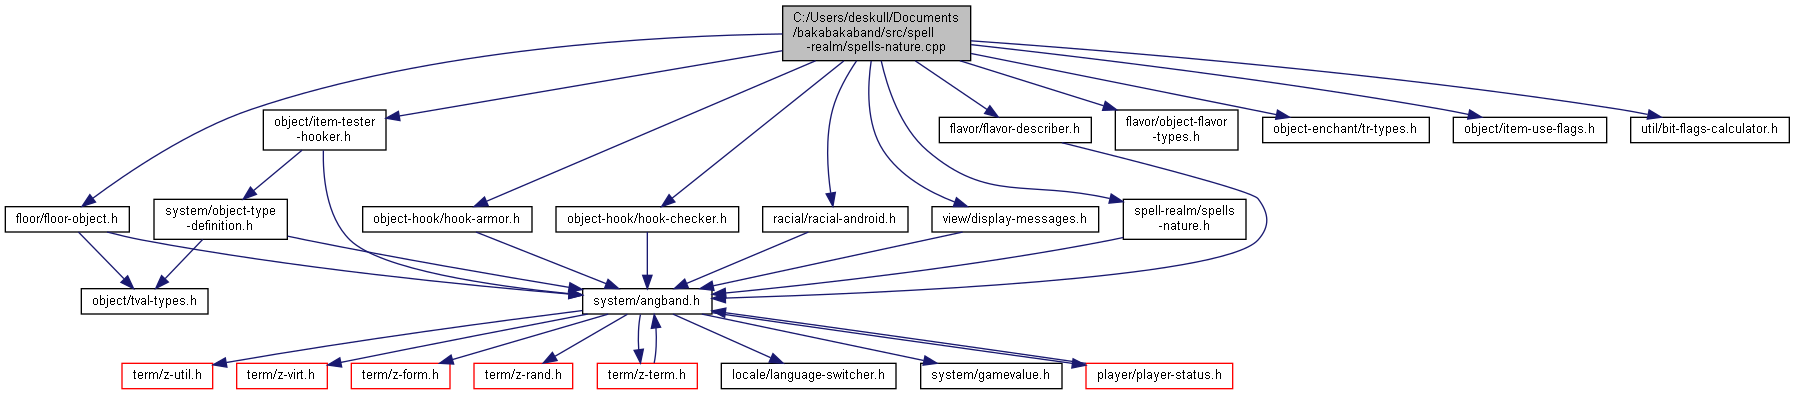 C:/Users/deskull/Documents
/bakabakaband/src/spell
-realm/spells-nature.cpp
object/item-tester
-hooker.h
flavor/flavor-describer.h
flavor/object-flavor
-types.h
object-enchant/tr-types.h
object/item-use-flags.h
util/bit-flags-calculator.h
floor/floor-object.h
system/object-type
-definition.h
object-hook/hook-armor.h
object-hook/hook-checker.h
racial/racial-android.h
view/display-messages.h
spell-realm/spells
-nature.h
object/tval-types.h
system/angband.h
term/z-util.h
term/z-virt.h
term/z-form.h
term/z-rand.h
term/z-term.h
locale/language-switcher.h
system/gamevalue.h
player/player-status.h